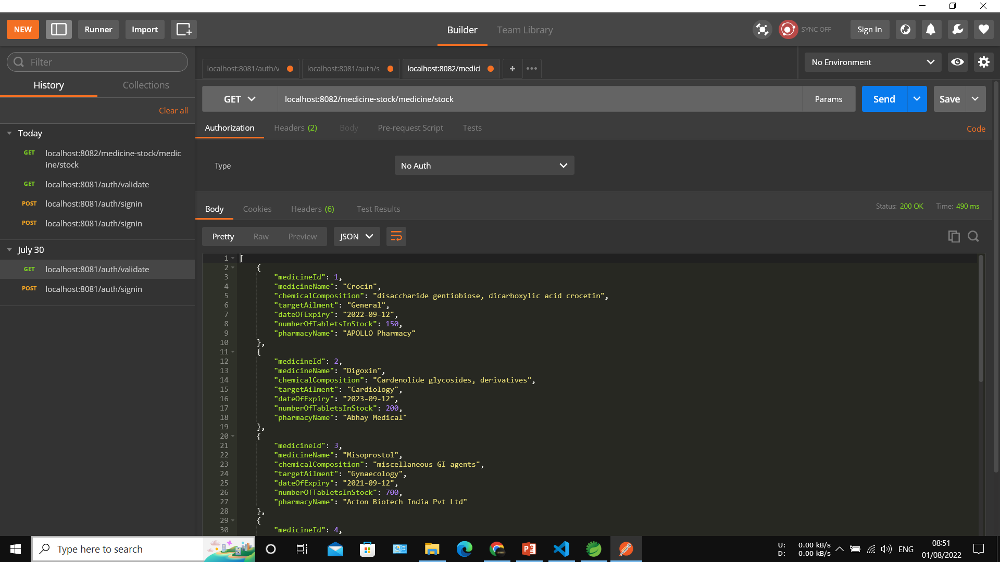 NEW
Runner
Import
Builder
Team Library
SYNC OFF
Sign In
Filter
History
Collections
Clear all
Today
GET localhost:8082/medicine-stock/medic
ine/stock
GET localhost:8081/auth/validate
POST localhost:8081/auth/signin
POST localhost:8081/auth/signin
July 30
GET localhost:8081/auth/validate
POST localhost:8081/auth/signin
localhost:8081/auth/v
localhost:8081/auth/s
localhost:8082/medici
+
•••
No Environment
GET
localhost:8082/medicine-stock/medicine/stock
Params
Send
Save
Authorization
Headers (2)
Body
Pre-request Script
Tests
Code
Type
No Auth
Body
Cookies
Headers (6)
Test Results
Status: 200 OK
Time: 490 ms
Pretty
Raw
Preview
JSON
1 [
2 {
3 "medicineId": 1,
4 "medicineName": "Crocin",
5 "chemicalComposition": "disaccharide gentiobiose, dicarboxylic acid crocetin",
6 "targetAilment": "General",
7 "dateOfExpiry": "2022-09-12",
8 "numberOfTabletsInStock": 150,
9 "pharmacyName": "APOLLO Pharmacy"
10 },
11 {
12 "medicineId": 2,
13 "medicineName": "Digoxin",
14 "chemicalComposition": "Cardenolide glycosides, derivatives",
15 "targetAilment": "Cardiology",
16 "dateOfExpiry": "2023-09-12",
17 "numberOfTabletsInStock": 200,
18 "pharmacyName": "Abhay Medical"
19 },
20 {
21 "medicineId": 3,
22 "medicineName": "Misoprostol",
23 "chemicalComposition": "miscellaneous GI agents",
24 "targetAilment": "Gynaecology",
25 "dateOfExpiry": "2021-09-12",
26 "numberOfTabletsInStock": 700,
27 "pharmacyName": "Acton Biotech India Pvt Ltd"
28 },
29 {
30 "medicineId": 4,
Type here to search
U: 0.00 kB/s
D: 0.00 kB/s
ENG
08:51
01/08/2022